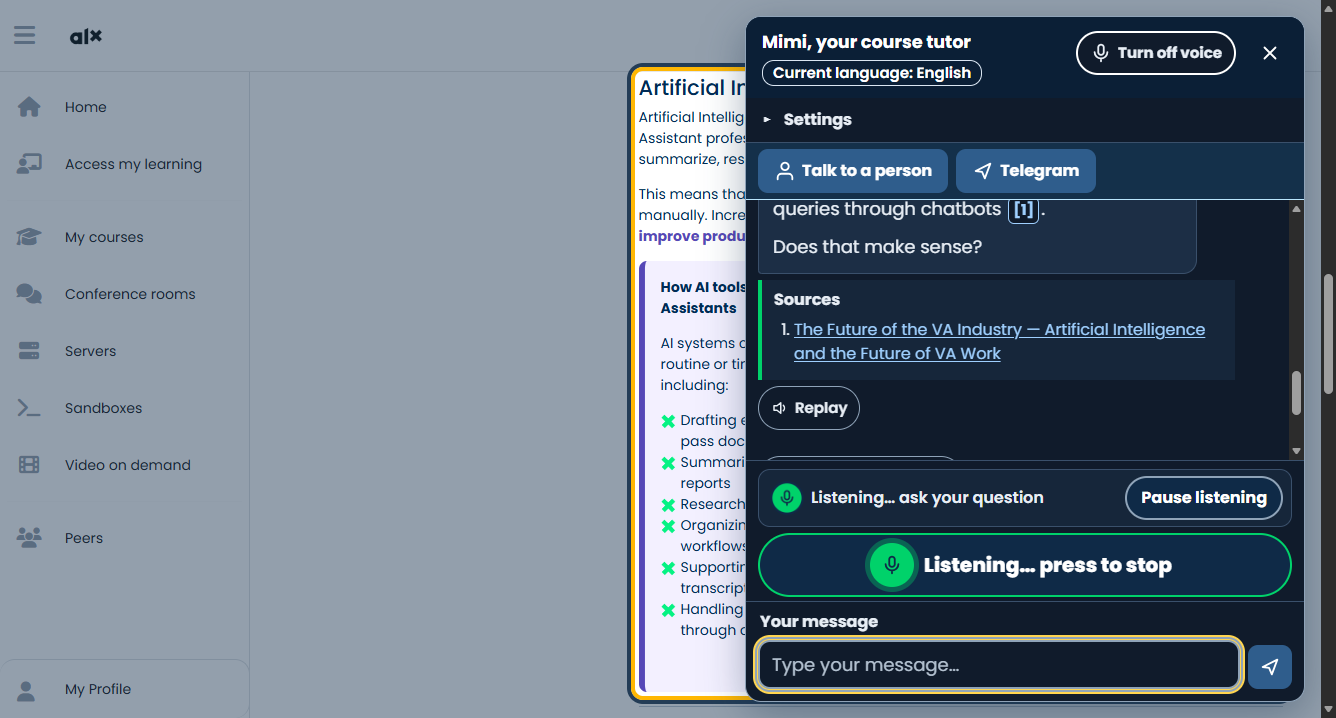 alx
Home
Access my learning
My courses
Conference rooms
Servers
Sandboxes
Video on demand
Peers
My Profile
Artificial In
Artificial Intellig
Assistant profes
summarize, res
This means tha
manually. Incre
improve produ
How AI tools
Assistants
AI systems c
routine or tin
including:
Drafting e
pass doc
Summari
reports
Research
Organizin
workflows
Supportin
transcript
Handling
through c
Mimi, your course tutor
Current language: English
Turn off voice
Settings
Talk to a person
Telegram
queries through chatbots [1].
Does that make sense?
Sources
1. The Future of the VA Industry — Artificial Intelligence
and the Future of VA Work
Replay
Listening... ask your question
Pause listening
Listening... press to stop
Your message
Type your message...